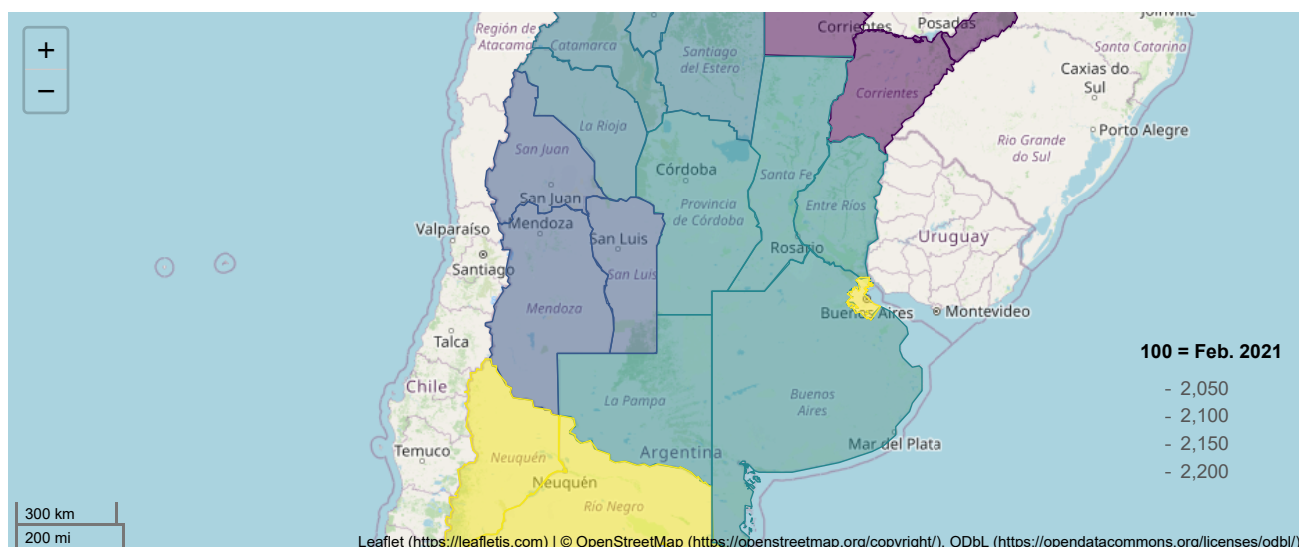 +
−
Región de
Atacama
Catamarca
Santiago
del Estero
Corrientes
Posadas
Joinville
Santa Catarina
Caxias do
Sul
Corrientes
La Rioja
San Juan
Córdoba
Santa Fe
Porto Alegre
Rio Grande
do Sul
San Juan
Provincia
de Córdoba
Entre Ríos
Valparaíso
Mendoza
San Luis
Rosario
Uruguay
Santiago
San Luis
Mendoza
Buenos Aires
Montevideo
Talca
100 = Feb. 2021
Chile
La Pampa
Buenos
Aires
- 2,050
- 2,100
- 2,150
- 2,200
Temuco
Neuquén
Argentina
Mar del Plata
Neuquén
Río Negro
300 km
200 mi
Leaflet (https://leafletjs.com) | © OpenStreetMap (https://openstreetmap.org/copyright/), ODbL (https://opendatacommons.org/licenses/odbl/)